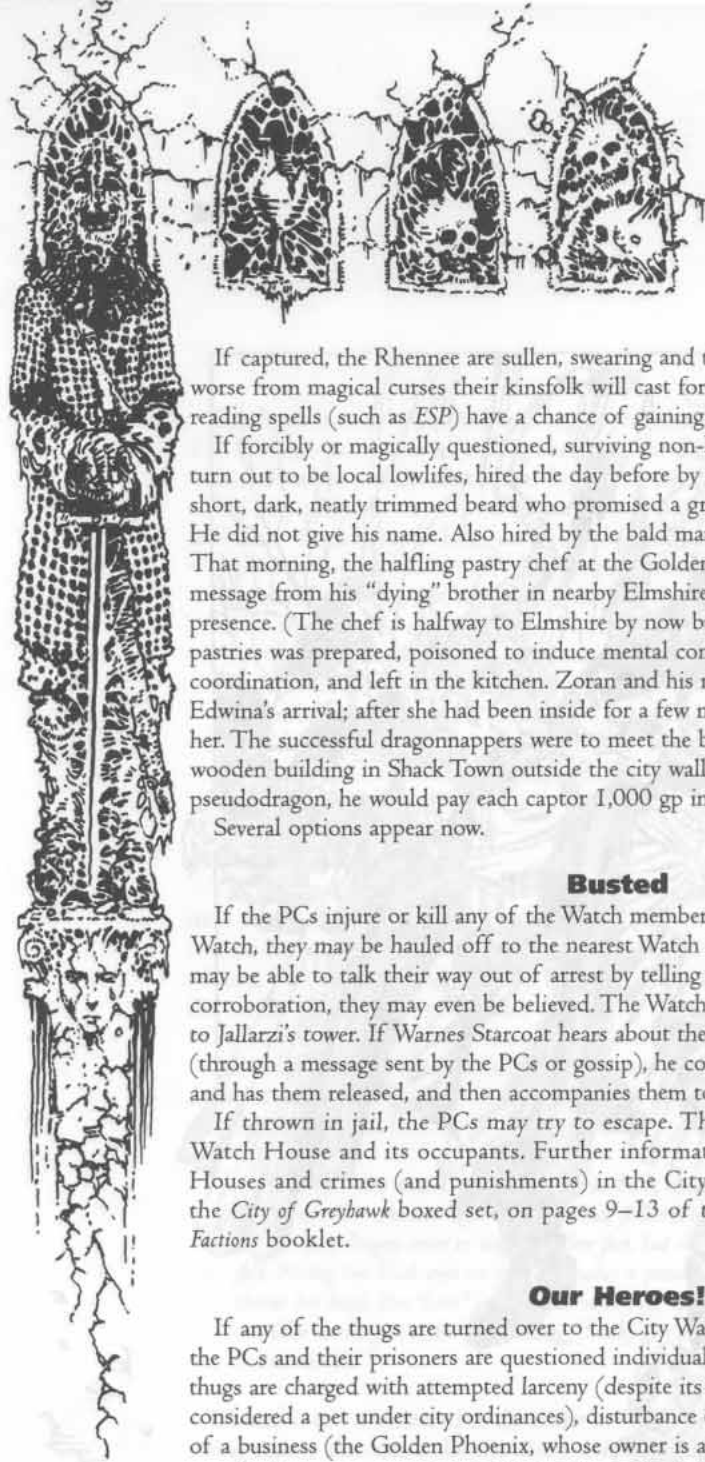 If captured, the Rhennee are sullen, swearing and t
worse from magical curses their kinsfolk will cast for
reading spells (such as ESP) have a chance of gaining
If forcibly or magically questioned, surviving non-
turn out to be local lowlifes, hired the day before by
short, dark, neatly trimmed beard who promised a gr
He did not give his name. Also hired by the bald mar
That morning, the halfling pastry chef at the Golden
message from his “dying” brother in nearby Elmshire
presence. (The chef is halfway to Elmshire by now b
pastries was prepared, poisoned to induce mental con
coordination, and left in the kitchen. Zoran and his r
Edwina’s arrival; after she had been inside for a few n
her. The successful dragonnappers were to meet the b
wooden building in Shack Town outside the city wall
pseudodragon, he would pay each captor 1,000 gp in
Several options appear now.
Busted
If the PCs injure or kill any of the Watch member
Watch, they may be hauled off to the nearest Watch
may be able to talk their way out of arrest by telling
corroboration, they may even be believed. The Watch
to Jallarzi’s tower. If Warnes Starcoat hears about the
(through a message sent by the PCs or gossip), he co
and has them released, and then accompanies them to
If thrown in jail, the PCs may try to escape. Th
Watch House and its occupants. Further informat
Houses and crimes (and punishments) in the City
the City of Greyhawk boxed set, on pages 9–13 of t
Factions booklet.
Our Heroes!
If any of the thugs are turned over to the City Wa
the PCs and their prisoners are questioned individual
thugs are charged with attempted larceny (despite its
considered a pet under city ordinances), disturbance
of a business (the Golden Phoenix, whose owner is a